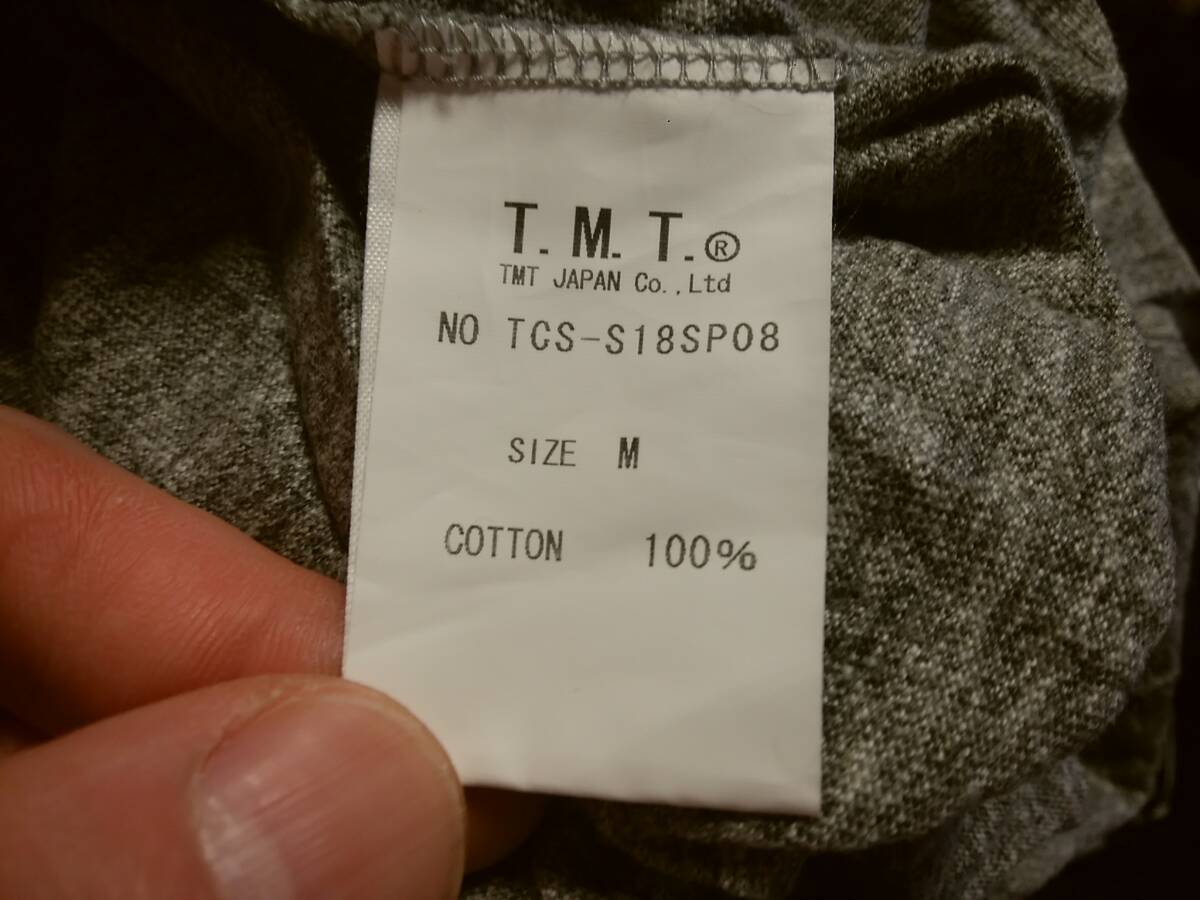 T.M.T.®
TMT JAPAN Co.,Ltd
NO TCS-S18SP08
SIZE M
COTTON 100%